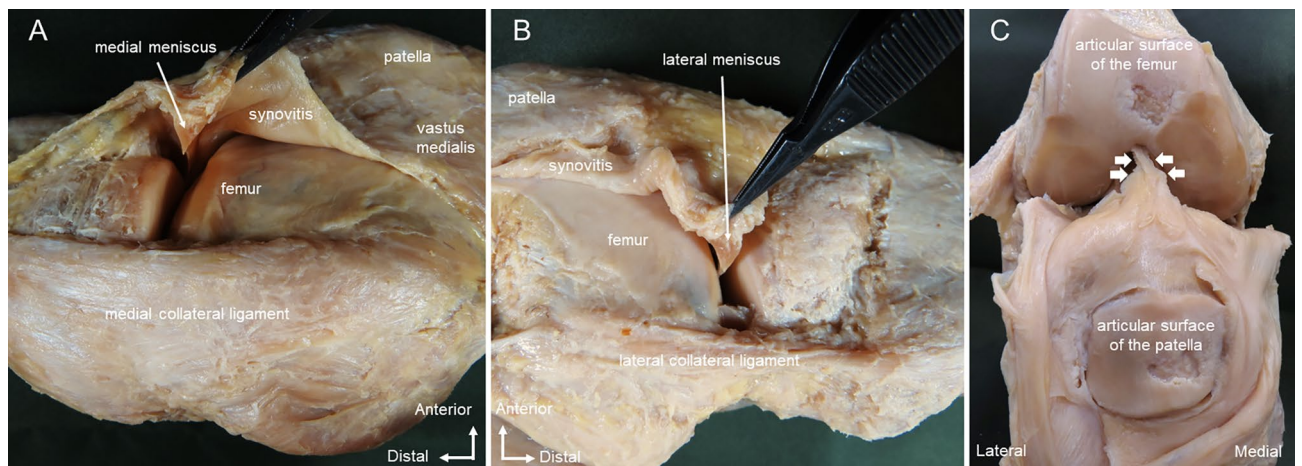 A
medial meniscus
patella
synovitis
vastus
medialis
femur
medial collateral ligament
Anterior
Distal
B
lateral meniscus
patella
synovitis
femur
lateral collateral ligament
Anterior
Distal
C
articular surface
of the femur
articular surface
of the patella
Lateral
Medial